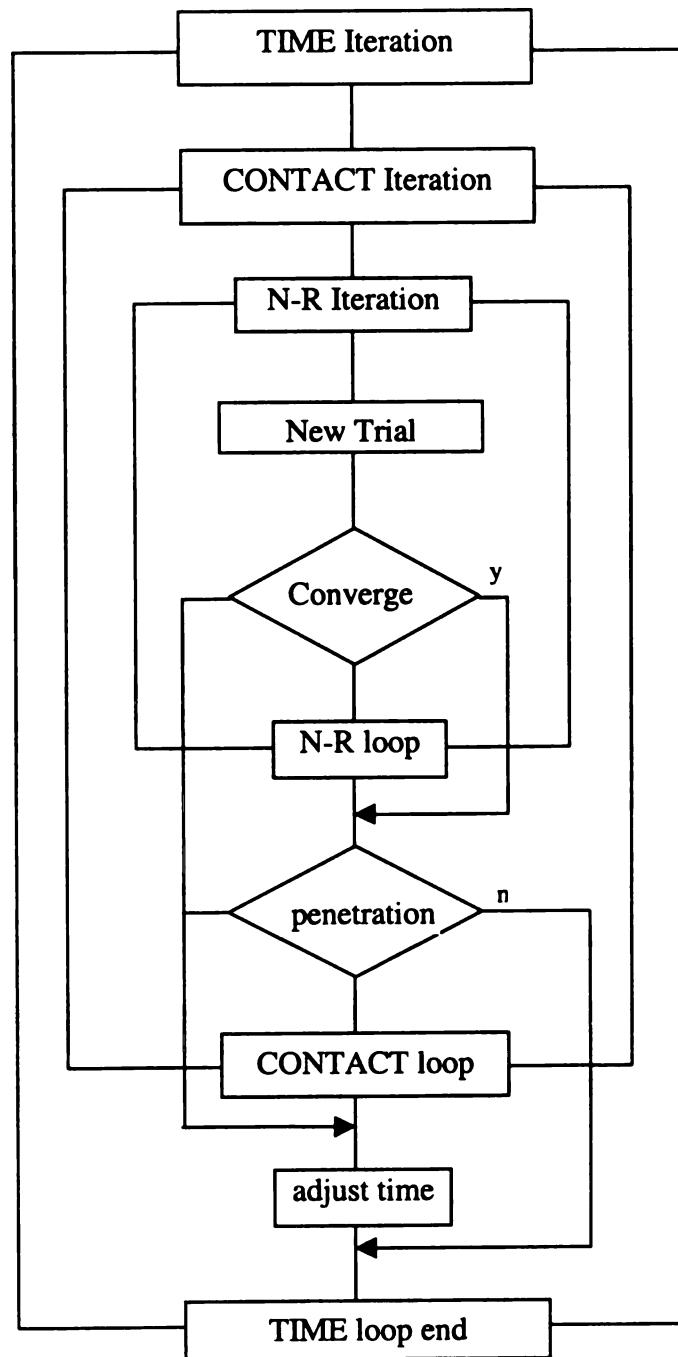 TIME Iteration
CONTACT Iteration
N-R Iteration
New Trial
Converge
y
N-R loop
penetration
n
CONTACT loop
adjust time
TIME loop end